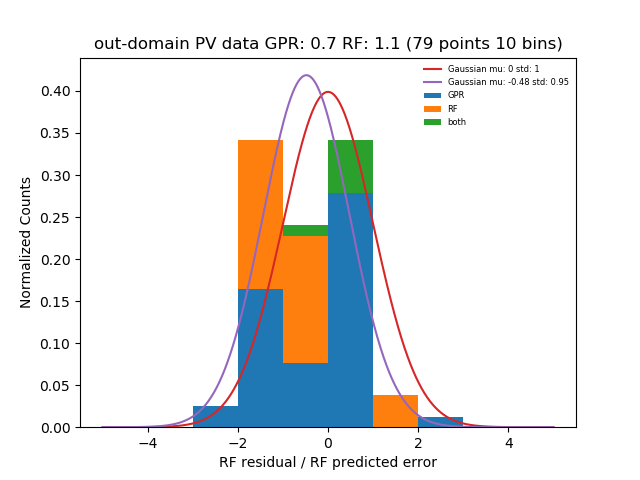 out-domain PV data GPR: 0.7 RF: 1.1 (79 points 10 bins)
Gaussian mu: 0 std: 1
Gaussian mu: -0.48 std: 0.95
GPR
RF
both
Normalized Counts
0.40
0.35
0.30
0.25
0.20
0.15
0.10
0.05
0.00
−4 −2 0 2 4
RF residual / RF predicted error